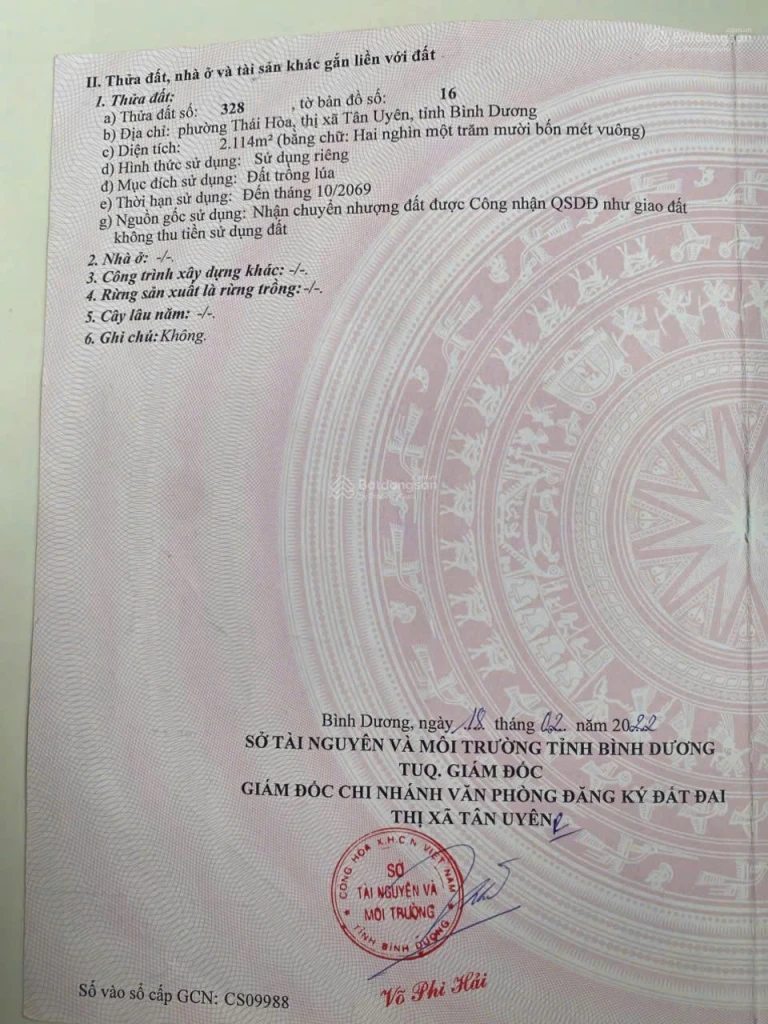 II. Thửa đất, nhà ở và tài sản khác gắn liền với đất
1. Thửa đất:
a) Thửa đất số: 328 , tờ bản đồ số: 16
b) Địa chỉ: phường Thái Hòa, thị xã Tân Uyên, tỉnh Bình Dương
c) Diện tích: 2.114m² (bằng chữ: Hai nghìn một trăm mười bốn mét vuông)
d) Hình thức sử dụng: Sử dụng riêng
đ) Mục đích sử dụng: Đất trồng lúa
e) Thời hạn sử dụng: Đến tháng 10/2069
g) Nguồn gốc sử dụng: Nhận chuyển nhượng đất được Công nhận QSDĐ như giao đất
không thu tiền sử dụng đất
2. Nhà ở: -/-.
3. Công trình xây dựng khác: -/-.
4. Rừng sản xuất là rừng trồng:-/-.
5. Cây lâu năm: -/-.
6. Ghi chú: Không.
Batdongsan
Bình Dương, ngày 18 tháng 02 năm 2022
SỞ TÀI NGUYÊN VÀ MÔI TRƯỜNG TỈNH BÌNH DƯƠNG
TUQ. GIÁM ĐỐC
GIÁM ĐỐC CHI NHÁNH VĂN PHÒNG ĐĂNG KÝ ĐẤT ĐAI
THỊ XÃ TÂN UYÊN
CỘNG HÒA X.H.C.N VIỆT NAM
SỞ
TÀI NGUYÊN VÀ
MÔI TRƯỜNG
TỈNH BÌNH DƯƠNG
Võ Phi Hải
Số vào sổ cấp GCN: CS09988